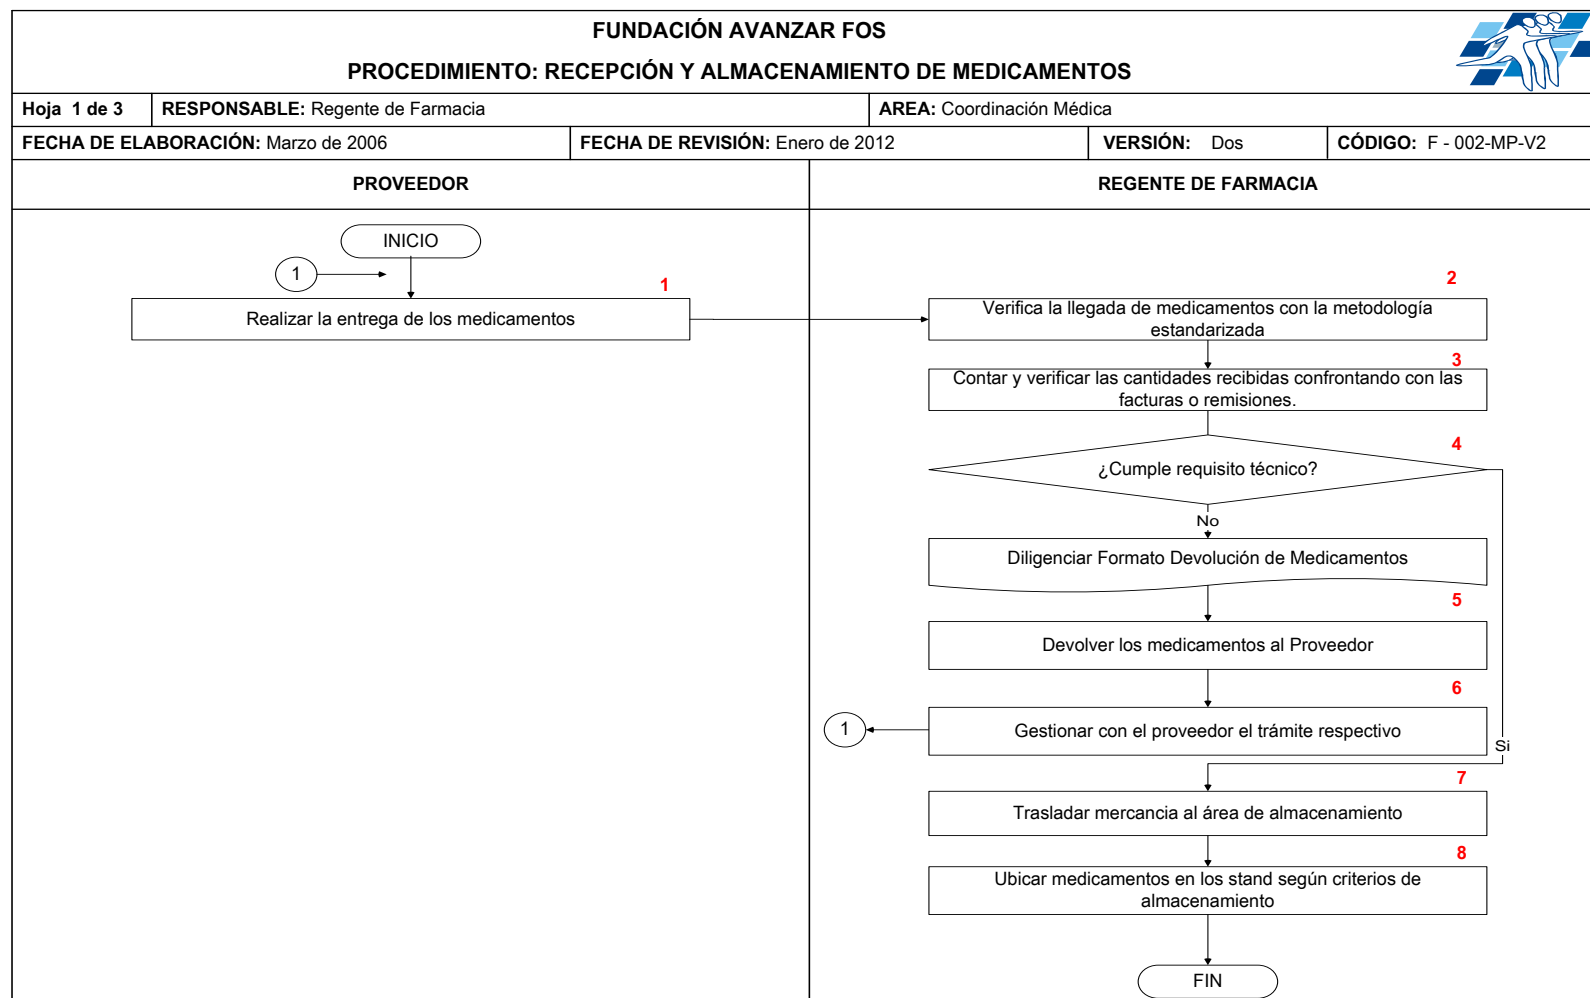 FUNDACIÓN AVANZAR FOS
PROCEDIMIENTO: RECEPCIÓN Y ALMACENAMIENTO DE MEDICAMENTOS
Hoja 1 de 3 RESPONSABLE: Regente de Farmacia AREA: Coordinación Médica
FECHA DE ELABORACIÓN: Marzo de 2006 FECHA DE REVISIÓN: Enero de 2012 VERSIÓN: Dos CÓDIGO: F - 002-MP-V2
PROVEEDOR REGENTE DE FARMACIA
INICIO
1
1
Realizar la entrega de los medicamentos
2
Verifica la llegada de medicamentos con la metodología
estandarizada
3
Contar y verificar las cantidades recibidas confrontando con las
facturas o remisiones.
4
¿Cumple requisito técnico?
No
Diligenciar Formato Devolución de Medicamentos
5
Devolver los medicamentos al Proveedor
6
Gestionar con el proveedor el trámite respectivo
1
Si
7
Trasladar mercancia al área de almacenamiento
8
Ubicar medicamentos en los stand según criterios de
almacenamiento
FIN